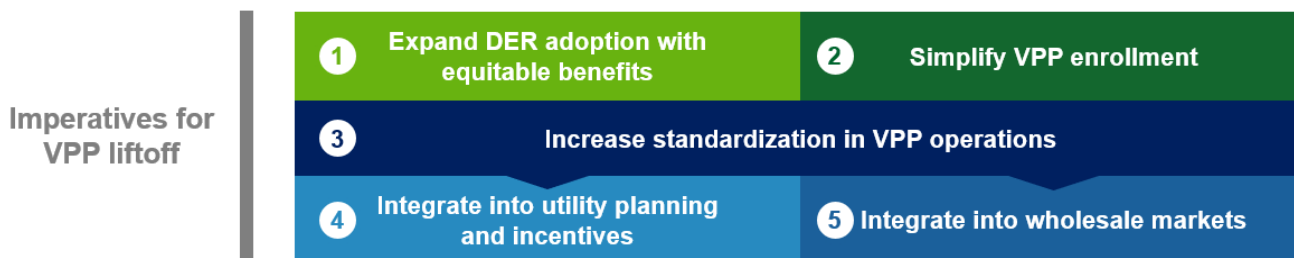 Imperatives for
VPP liftoff
1
Expand DER adoption with
equitable benefits
2
Simplify VPP enrollment
3
Increase standardization in VPP operations
4
Integrate into utility planning
and incentives
5
Integrate into wholesale markets